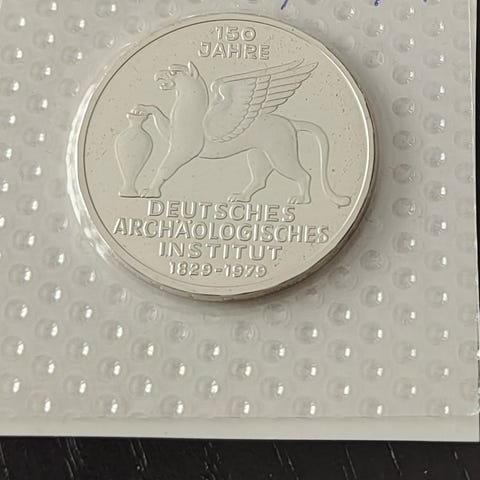 150
JAHRE
DEUTSCHES
ARCHÄOLOGISCHES
INSTITUT
1829-1979